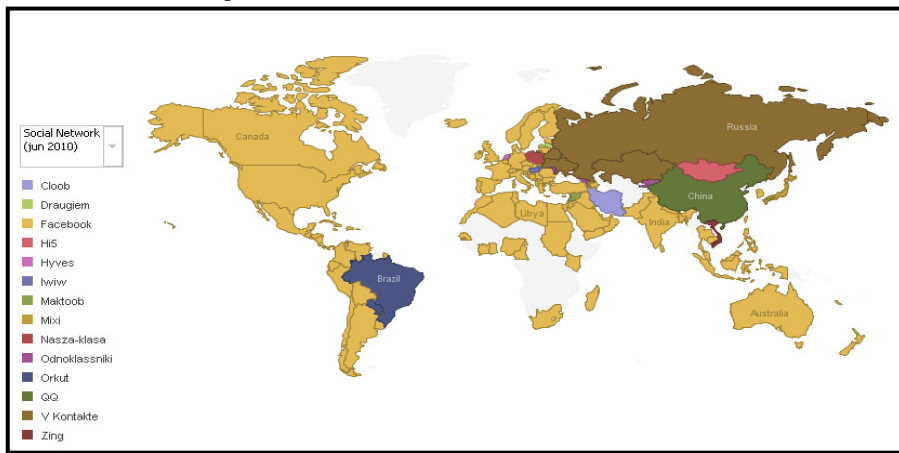 Canada
Russia
Social Network
(jun 2010)
Cloob
China
Draugiem
Libya
India
Facebook
Hi5
Hyves
Iwiw
Brazil
Maktoob
Australia
Mixi
Nasza-klasa
Odnoklassniki
Orkut
QQ
V Kontakte
Zing